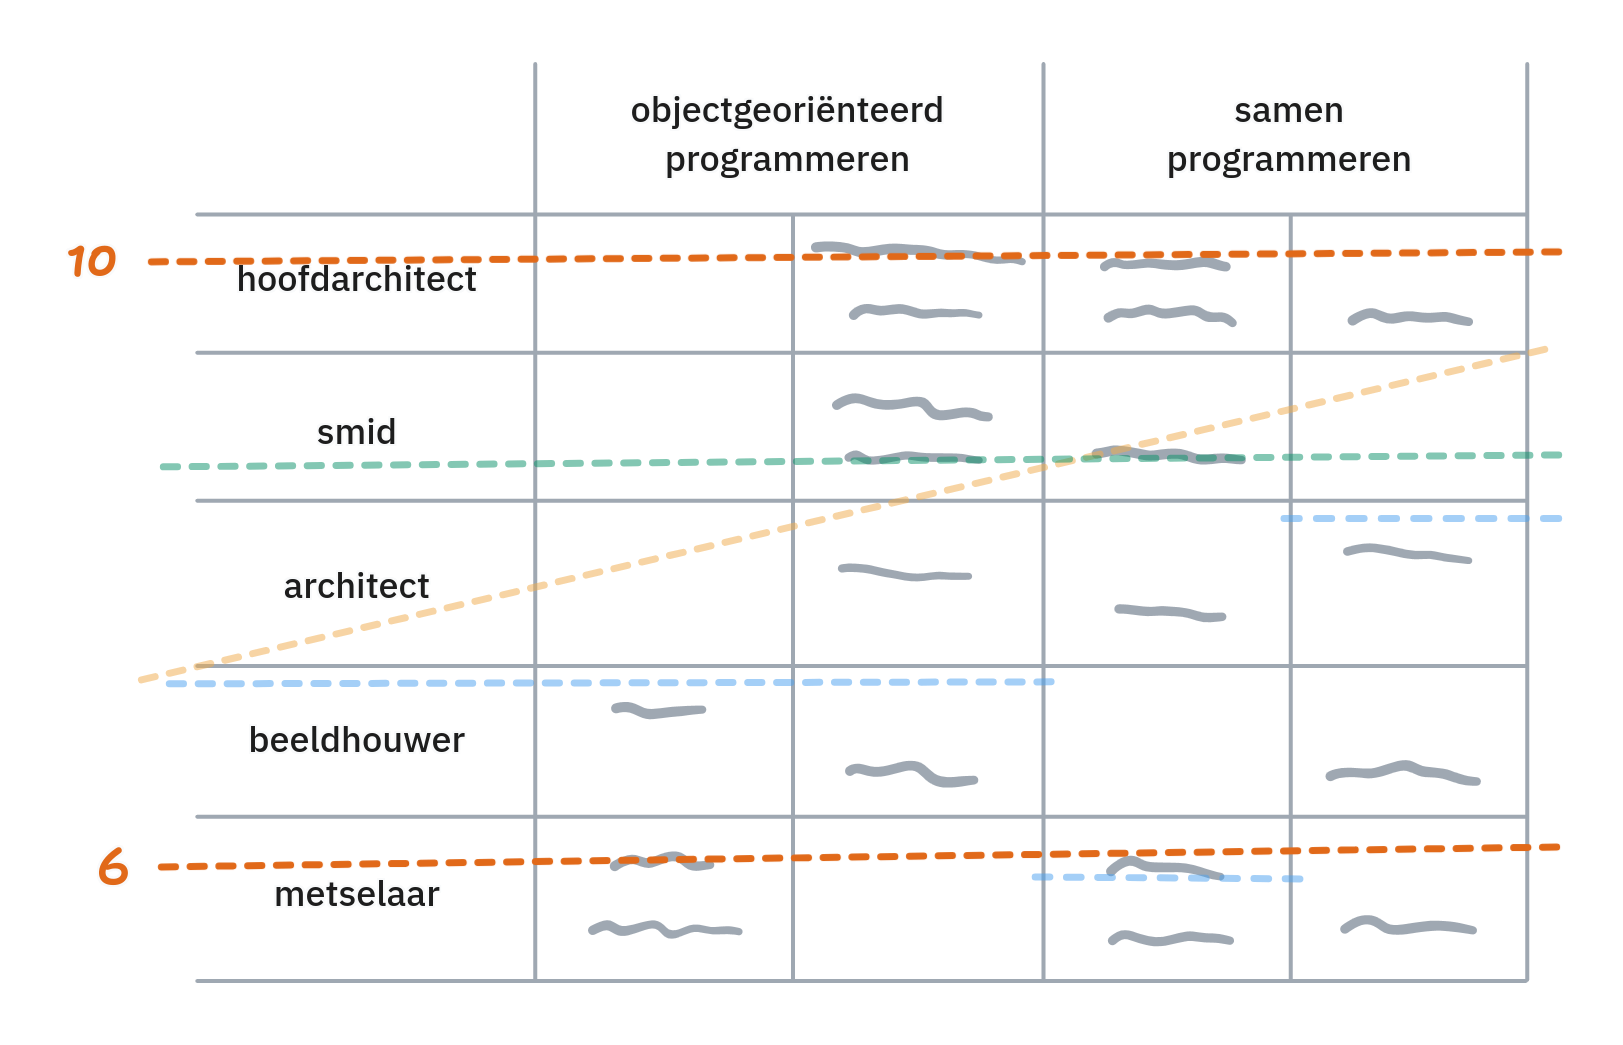 objectgeoriënteerd
programmeren
samen
programmeren
10
hoofdarchitect
smid
architect
beeldhouwer
6
metselaar